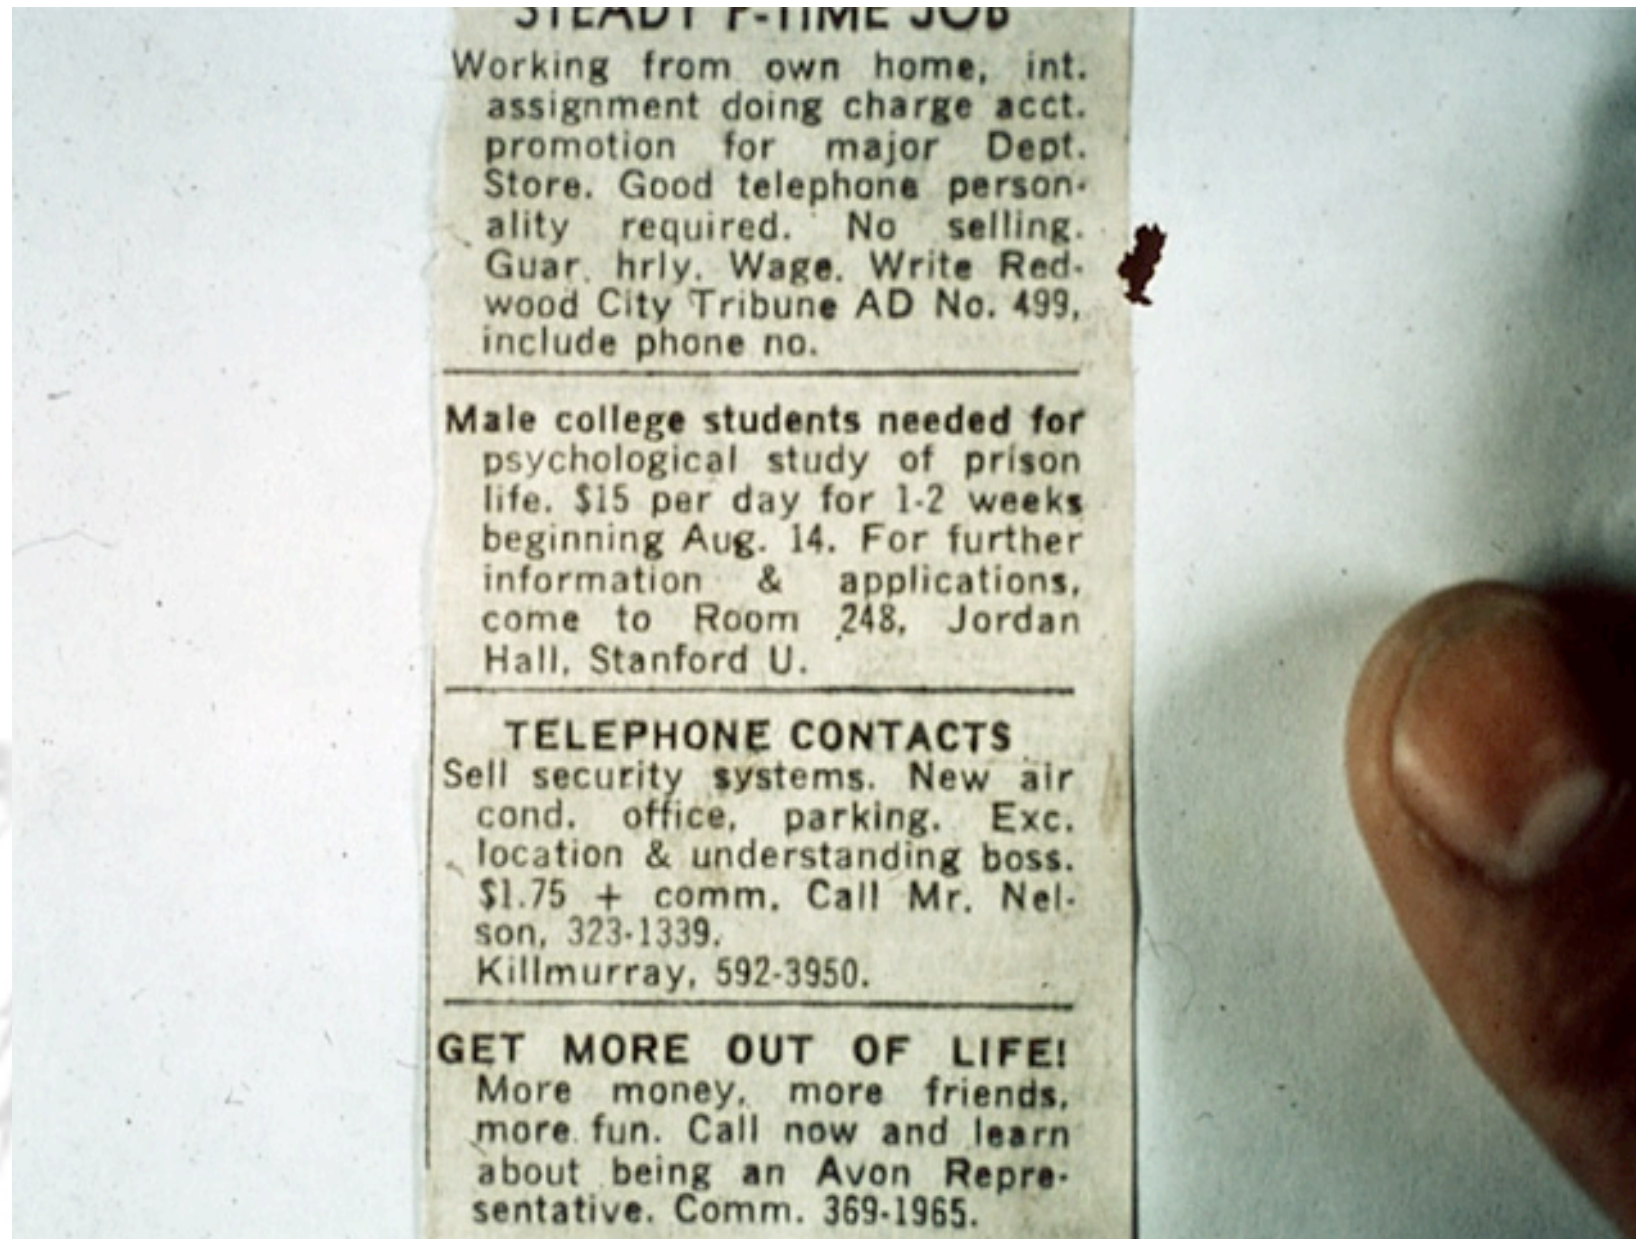 STEADY P-TIME JOB
Working from own home, int.
assignment doing charge acct.
promotion for major Dept.
Store. Good telephone person-
ality required. No selling.
Guar. hrly. Wage. Write Red-
wood City Tribune AD No. 499,
include phone no.
Male college students needed for
psychological study of prison
life. $15 per day for 1-2 weeks
beginning Aug. 14. For further
information & applications,
come to Room 248, Jordan
Hall, Stanford U.
TELEPHONE CONTACTS
Sell security systems. New air
cond. office, parking. Exc.
location & understanding boss.
$1.75 + comm. Call Mr. Nel-
son, 323-1339.
Killmurray, 592-3950.
GET MORE OUT OF LIFE!
More money, more friends,
more fun. Call now and learn
about being an Avon Repre-
sentative. Comm. 369-1965.